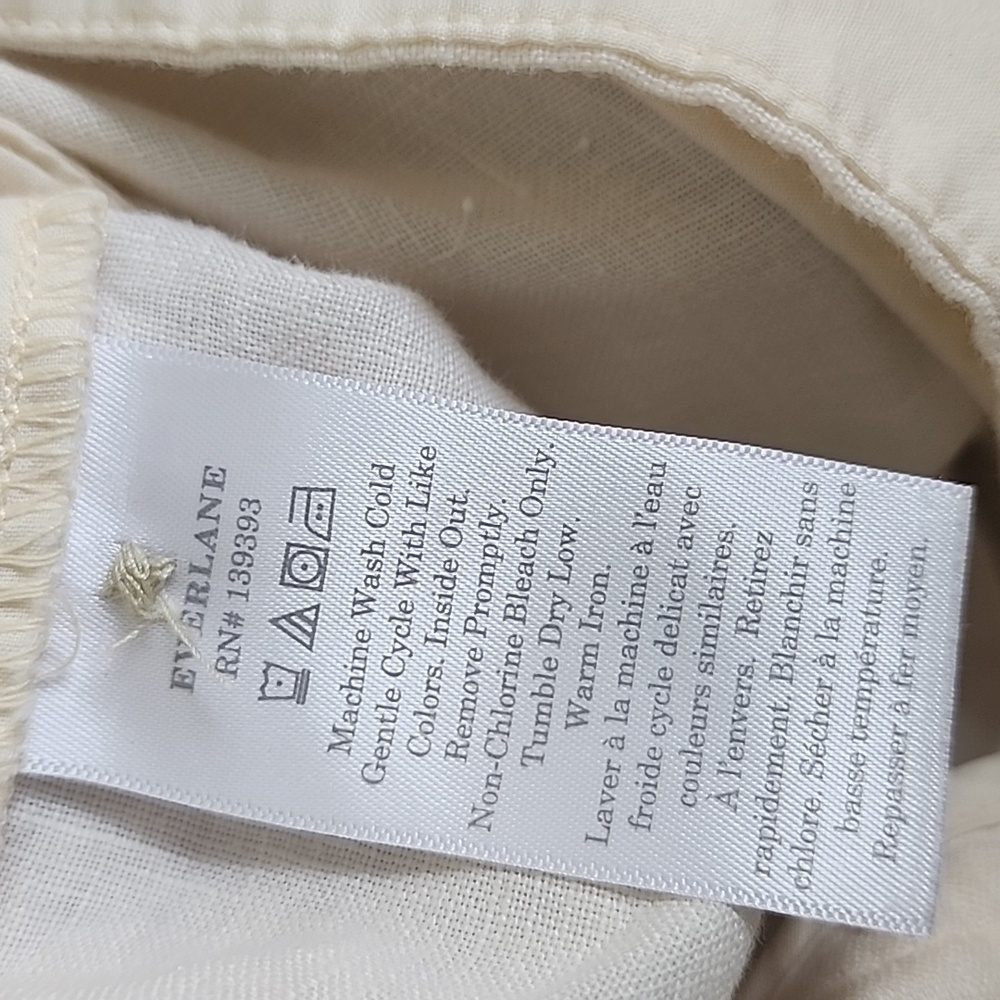 EVERLANE
RN# 139393
Machine Wash Cold
Gentle Cycle With Like
Colors. Inside Out.
Remove Promptly.
Non-Chlorine Bleach Only.
Tumble Dry Low.
Warm Iron.
Laver à la machine à l'eau
froide cycle délicat avec
couleurs similaires.
À l'envers. Retirez
rapidement. Blanchir sans
chlore. Sécher à la machine
basse température.
Repasser à fer moyen.